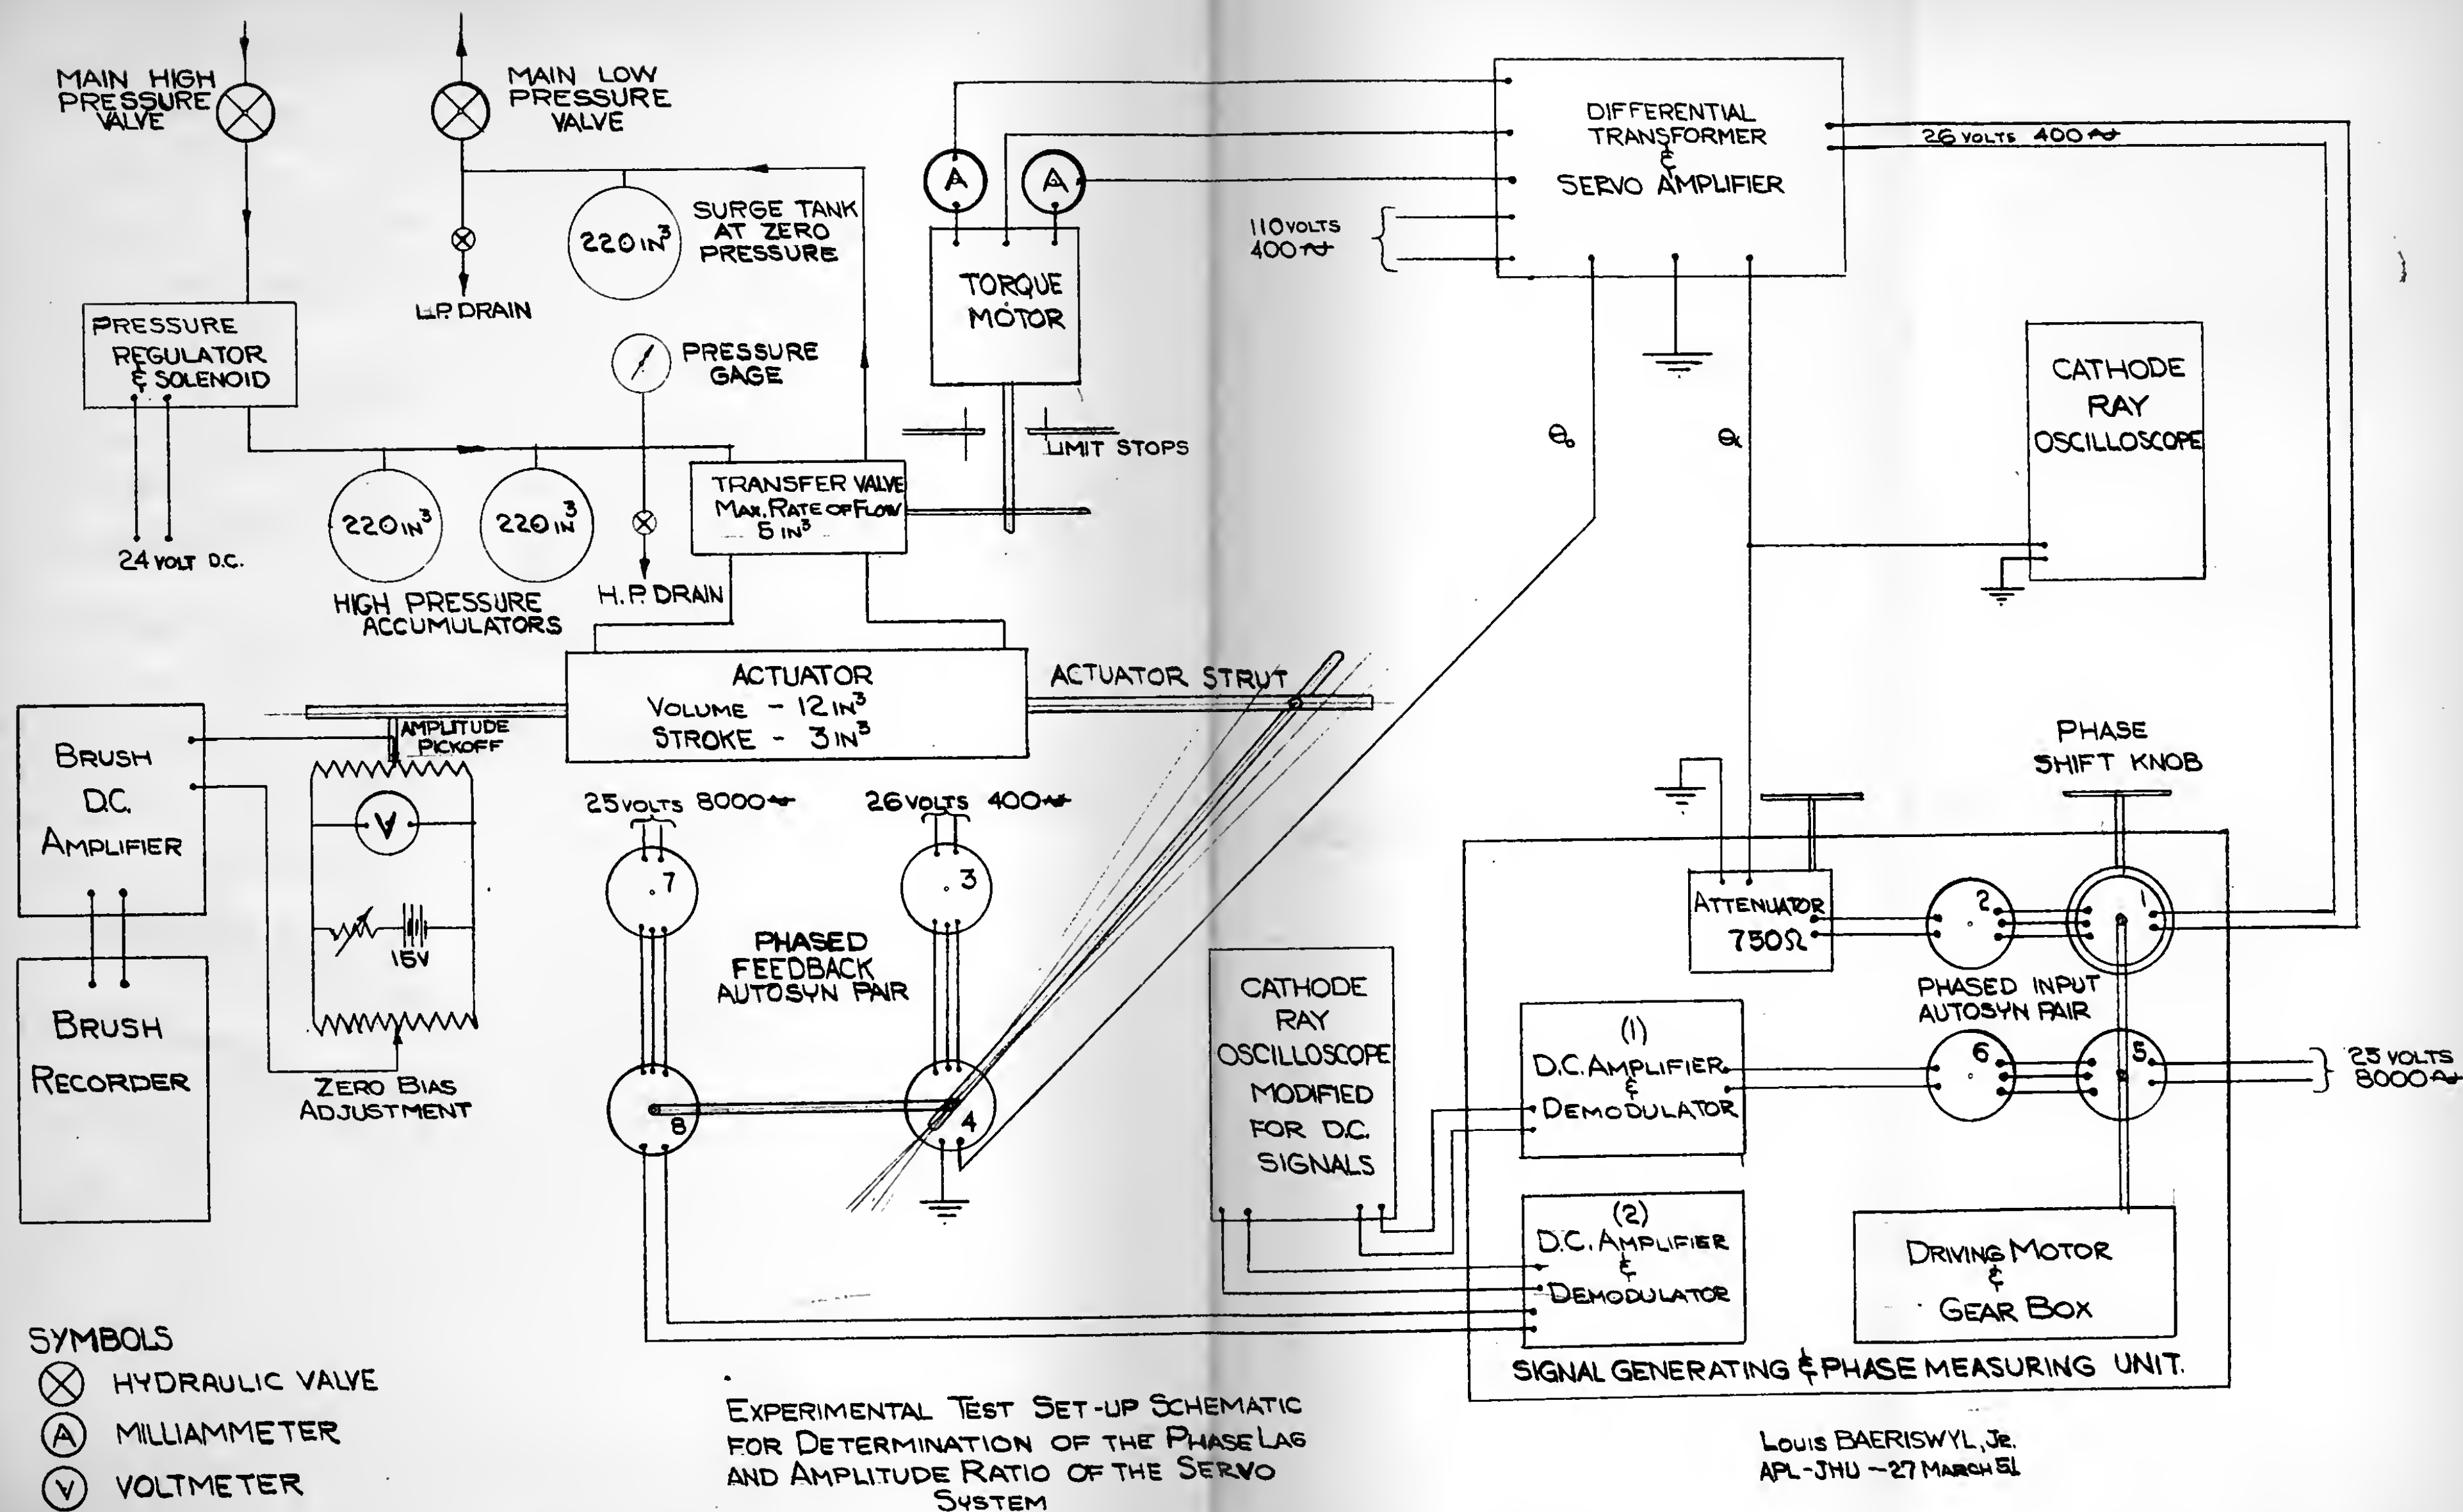 MAIN HIGH
PRESSURE
VALVE
MAIN LOW
PRESSURE
VALVE
L.P. DRAIN
220 IN³
SURGE TANK
AT ZERO
PRESSURE
PRESSURE
REGULATOR
& SOLENOID
24 VOLT D.C.
PRESSURE
GAGE
220 IN³
220 IN³
HIGH PRESSURE
ACCUMULATORS
H.P. DRAIN
TRANSFER VALVE
MAX. RATE OF FLOW
5 IN³
A
A
TORQUE
MOTOR
LIMIT STOPS
DIFFERENTIAL
TRANSFORMER
&
SERVO AMPLIFIER
110 VOLTS
400 ~
26 VOLTS 400 ~
θo
CATHODE
RAY
OSCILLOSCOPE
ACTUATOR
VOLUME - 12 IN³
STROKE - 3 IN³
ACTUATOR STRUT
AMPLITUDE
PICKOFF
BRUSH
D.C.
AMPLIFIER
V
15V
BRUSH
RECORDER
ZERO BIAS
ADJUSTMENT
25 VOLTS 8000 ~
26 VOLTS 400 ~
7
3
PHASED
FEEDBACK
AUTOSYN PAIR
8
4
CATHODE
RAY
OSCILLOSCOPE
MODIFIED
FOR D.C.
SIGNALS
PHASE
SHIFT KNOB
ATTENUATOR
750Ω
2
1
PHASED INPUT
AUTOSYN PAIR
6
5
25 VOLTS
8000 ~
(1)
D.C. AMPLIFIER
&
DEMODULATOR
(2)
D.C. AMPLIFIER
&
DEMODULATOR
DRIVING MOTOR
&
GEAR BOX
SIGNAL GENERATING & PHASE MEASURING UNIT.
SYMBOLS
HYDRAULIC VALVE
A MILLIAMMETER
V VOLTMETER
EXPERIMENTAL TEST SET-UP SCHEMATIC
FOR DETERMINATION OF THE PHASE LAG
AND AMPLITUDE RATIO OF THE SERVO
SYSTEM
LOUIS BAERISWYL, JR.
APL-JHU - 27 MARCH 51